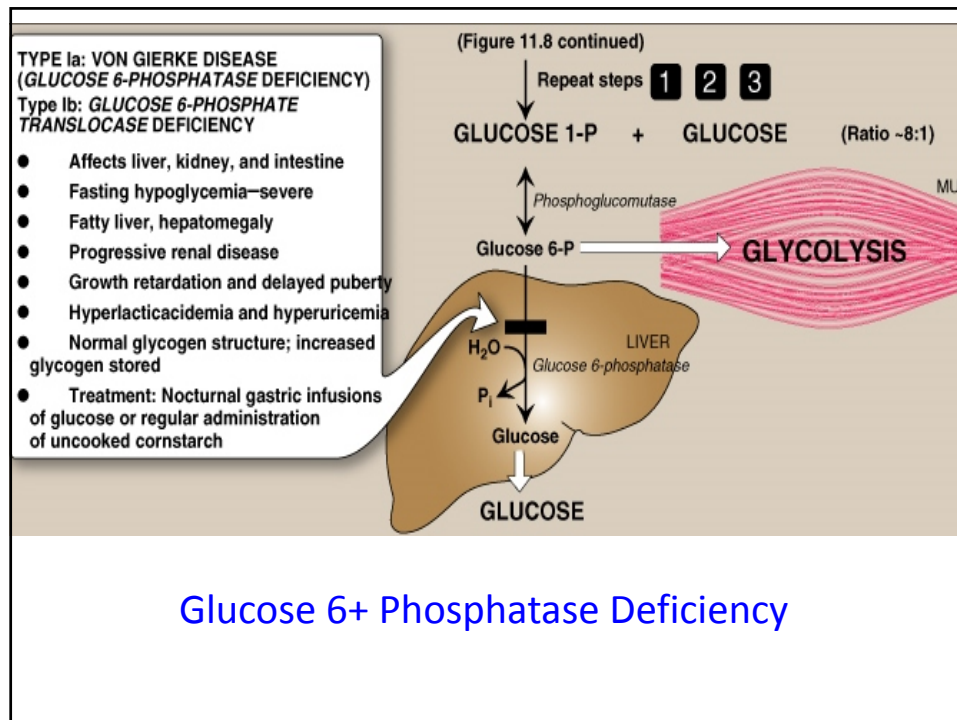 TYPE Ia: VON GIERKE DISEASE
(GLUCOSE 6-PHOSPHATASE DEFICIENCY)
Type Ib: GLUCOSE 6-PHOSPHATE
TRANSLOCASE DEFICIENCY
● Affects liver, kidney, and intestine
● Fasting hypoglycemia—severe
● Fatty liver, hepatomegaly
● Progressive renal disease
● Growth retardation and delayed puberty
● Hyperlacticacidemia and hyperuricemia
● Normal glycogen structure; increased
glycogen stored
● Treatment: Nocturnal gastric infusions
of glucose or regular administration
of uncooked cornstarch
(Figure 11.8 continued)
Repeat steps 1 2 3
GLUCOSE 1-P + GLUCOSE (Ratio ~8:1)
Phosphoglucomutase
MU
Glucose 6-P
GLYCOLYSIS
LIVER
H₂O
Glucose 6-phosphatase
Pᵢ
Glucose
GLUCOSE
Glucose 6+ Phosphatase Deficiency